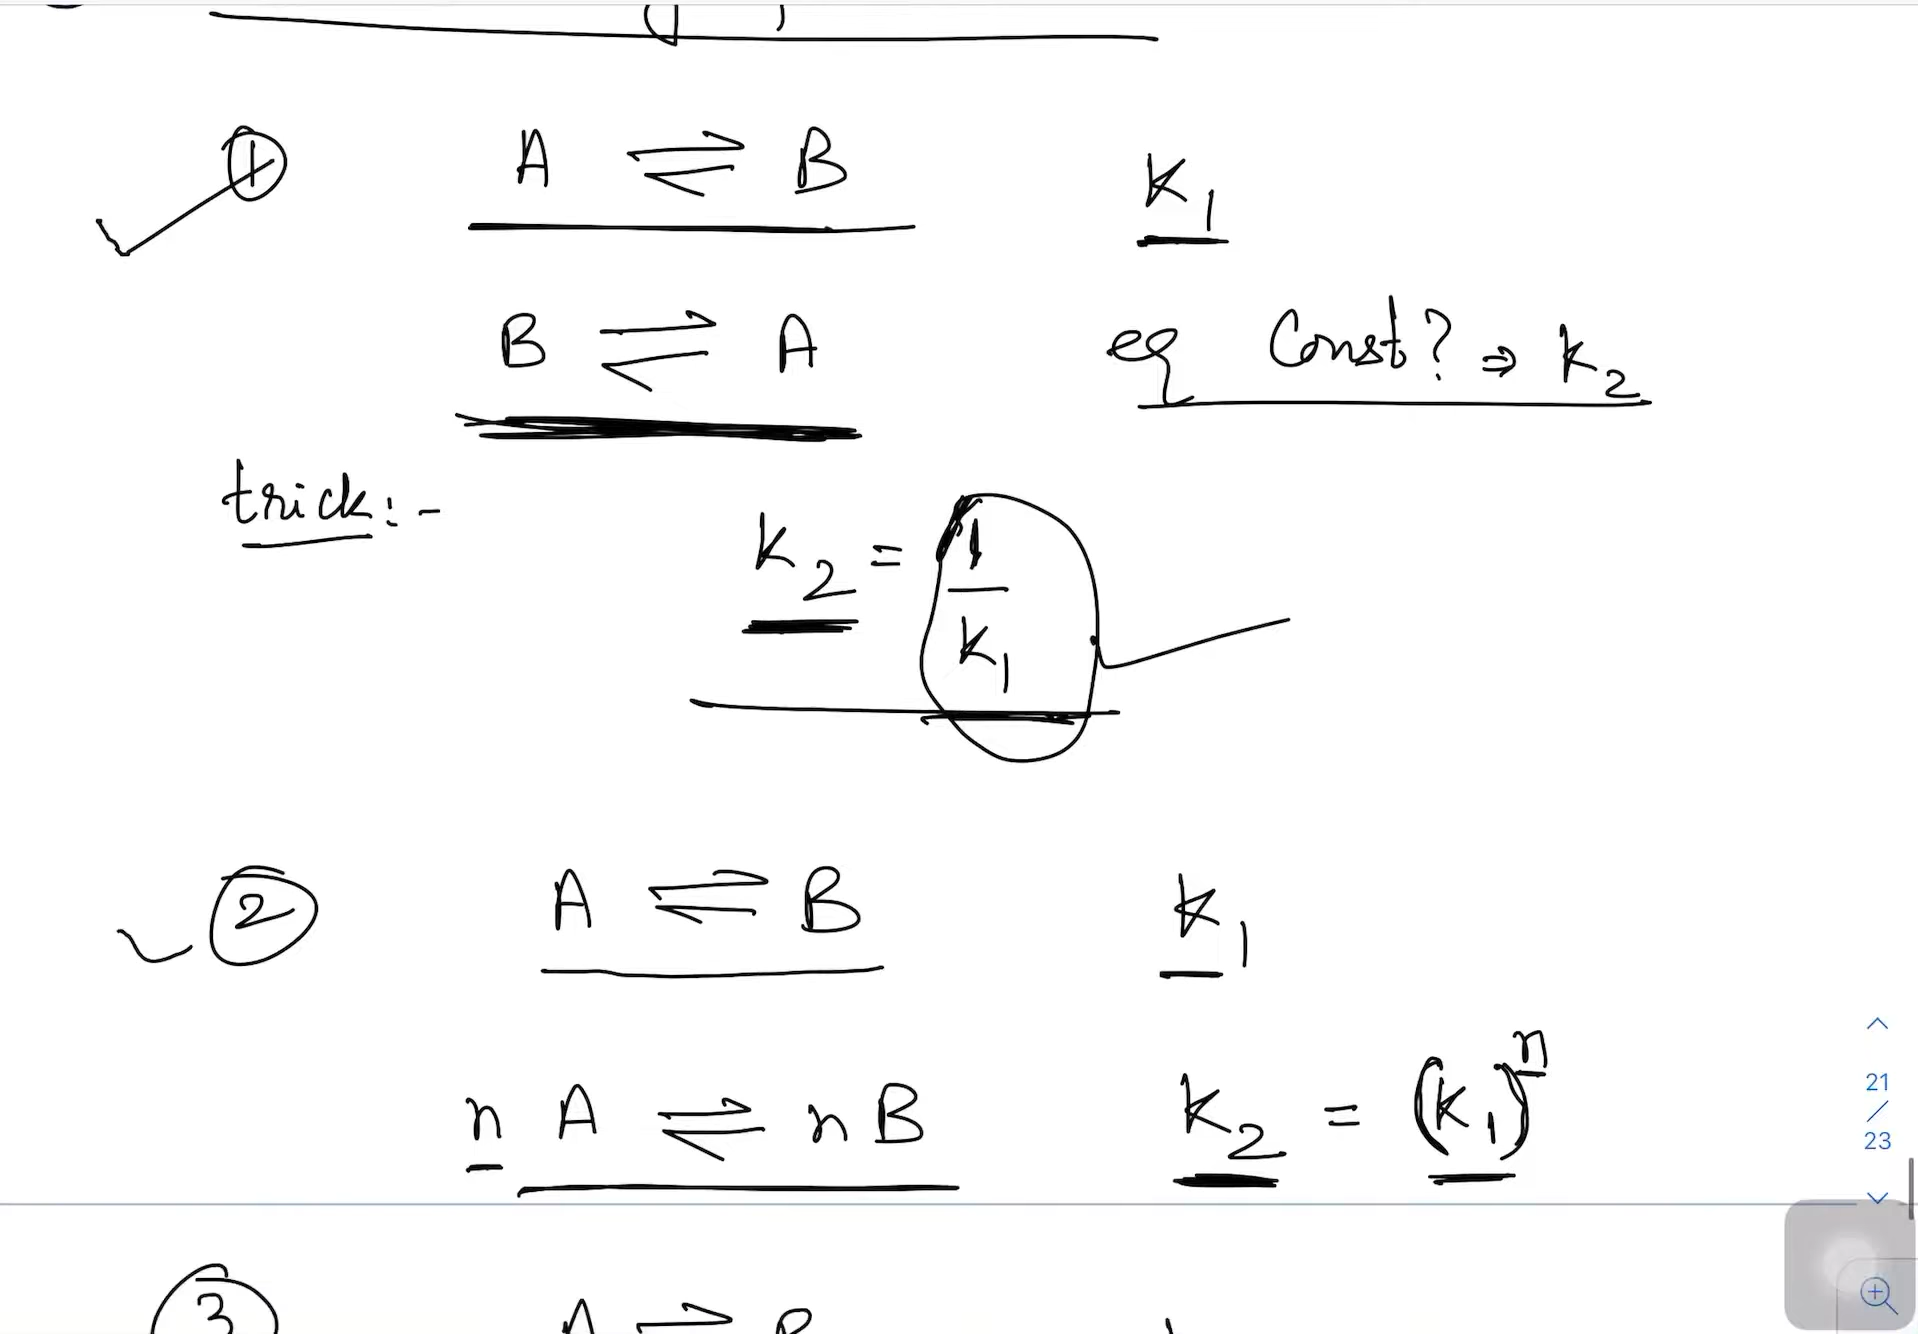 ① A ⇌ B K₁
B ⇌ A eq Const? ⇒ K₂
trick:-
K₂ = 1/K₁
② A ⇌ B K₁
n A ⇌ n B K₂ = (K₁)ⁿ
21
/
23
③ A ⇌ B